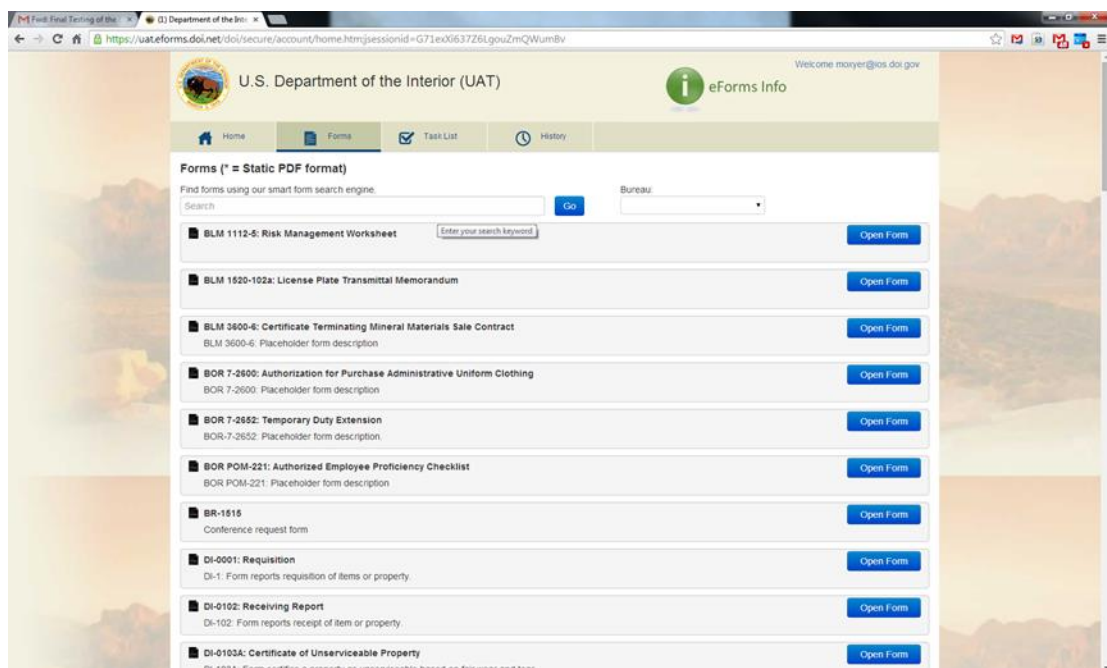 Fwd: Final Testing of the
(1) Department of the Inte
https://uat.eforms.doi.net/doi/secure/account/home.htm
U.S. Department of the Interior (UAT)
eForms Info
Home
Forms
Task List
History
Forms (* = Static PDF format)
Find forms using our smart form search engine.
Bureau:
Search
Go
Enter your search keyword
BLM 1112-5: Risk Management Worksheet
Open Form
BLM 1520-102a: License Plate Transmittal Memorandum
Open Form
BLM 3600-6: Certificate Terminating Mineral Materials Sale Contract
BLM 3600-6: Placeholder form description
Open Form
BOR 7-2600: Authorization for Purchase Administrative Uniform Clothing
BOR 7-2600: Placeholder form description
Open Form
BOR 7-2652: Temporary Duty Extension
BOR-7-2652: Placeholder form description.
Open Form
BOR POM-221: Authorized Employee Proficiency Checklist
BOR POM-221: Placeholder form description
Open Form
BR-1515
Conference request form
Open Form
DI-0001: Requisition
DI-1: Form reports requisition of items or property.
Open Form
DI-0102: Receiving Report
DI-102: Form reports receipt of item or property.
Open Form
DI-0103A: Certificate of Unserviceable Property
Open Form